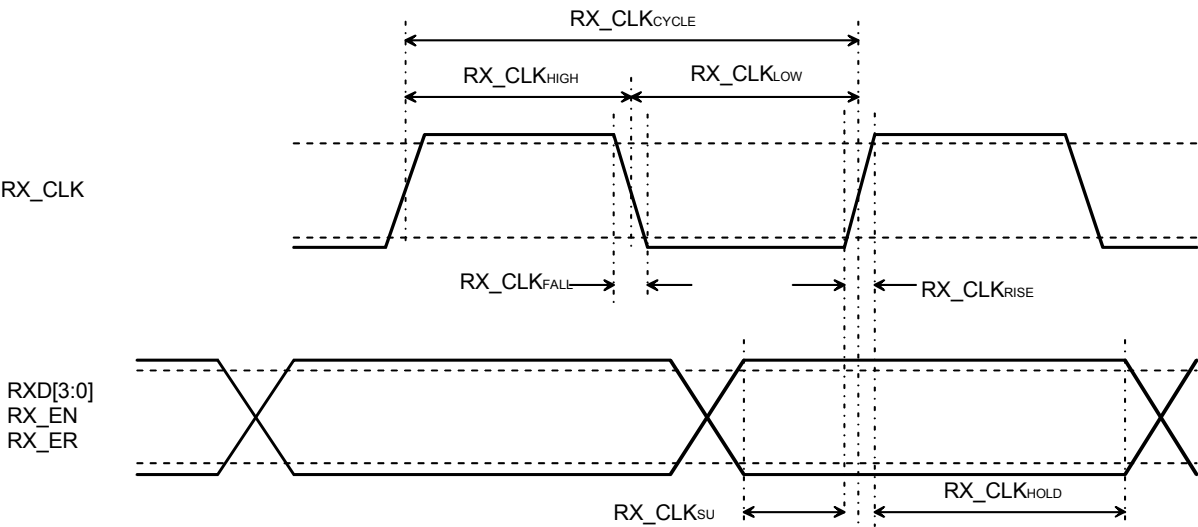 RX_CLKCYCLE
RX_CLKHIGH
RX_CLKLOW
RX_CLK
RX_CLKFALL
RX_CLKRISE
RXD[3:0]
RX_EN
RX_ER
RX_CLKSU
RX_CLKHOLD